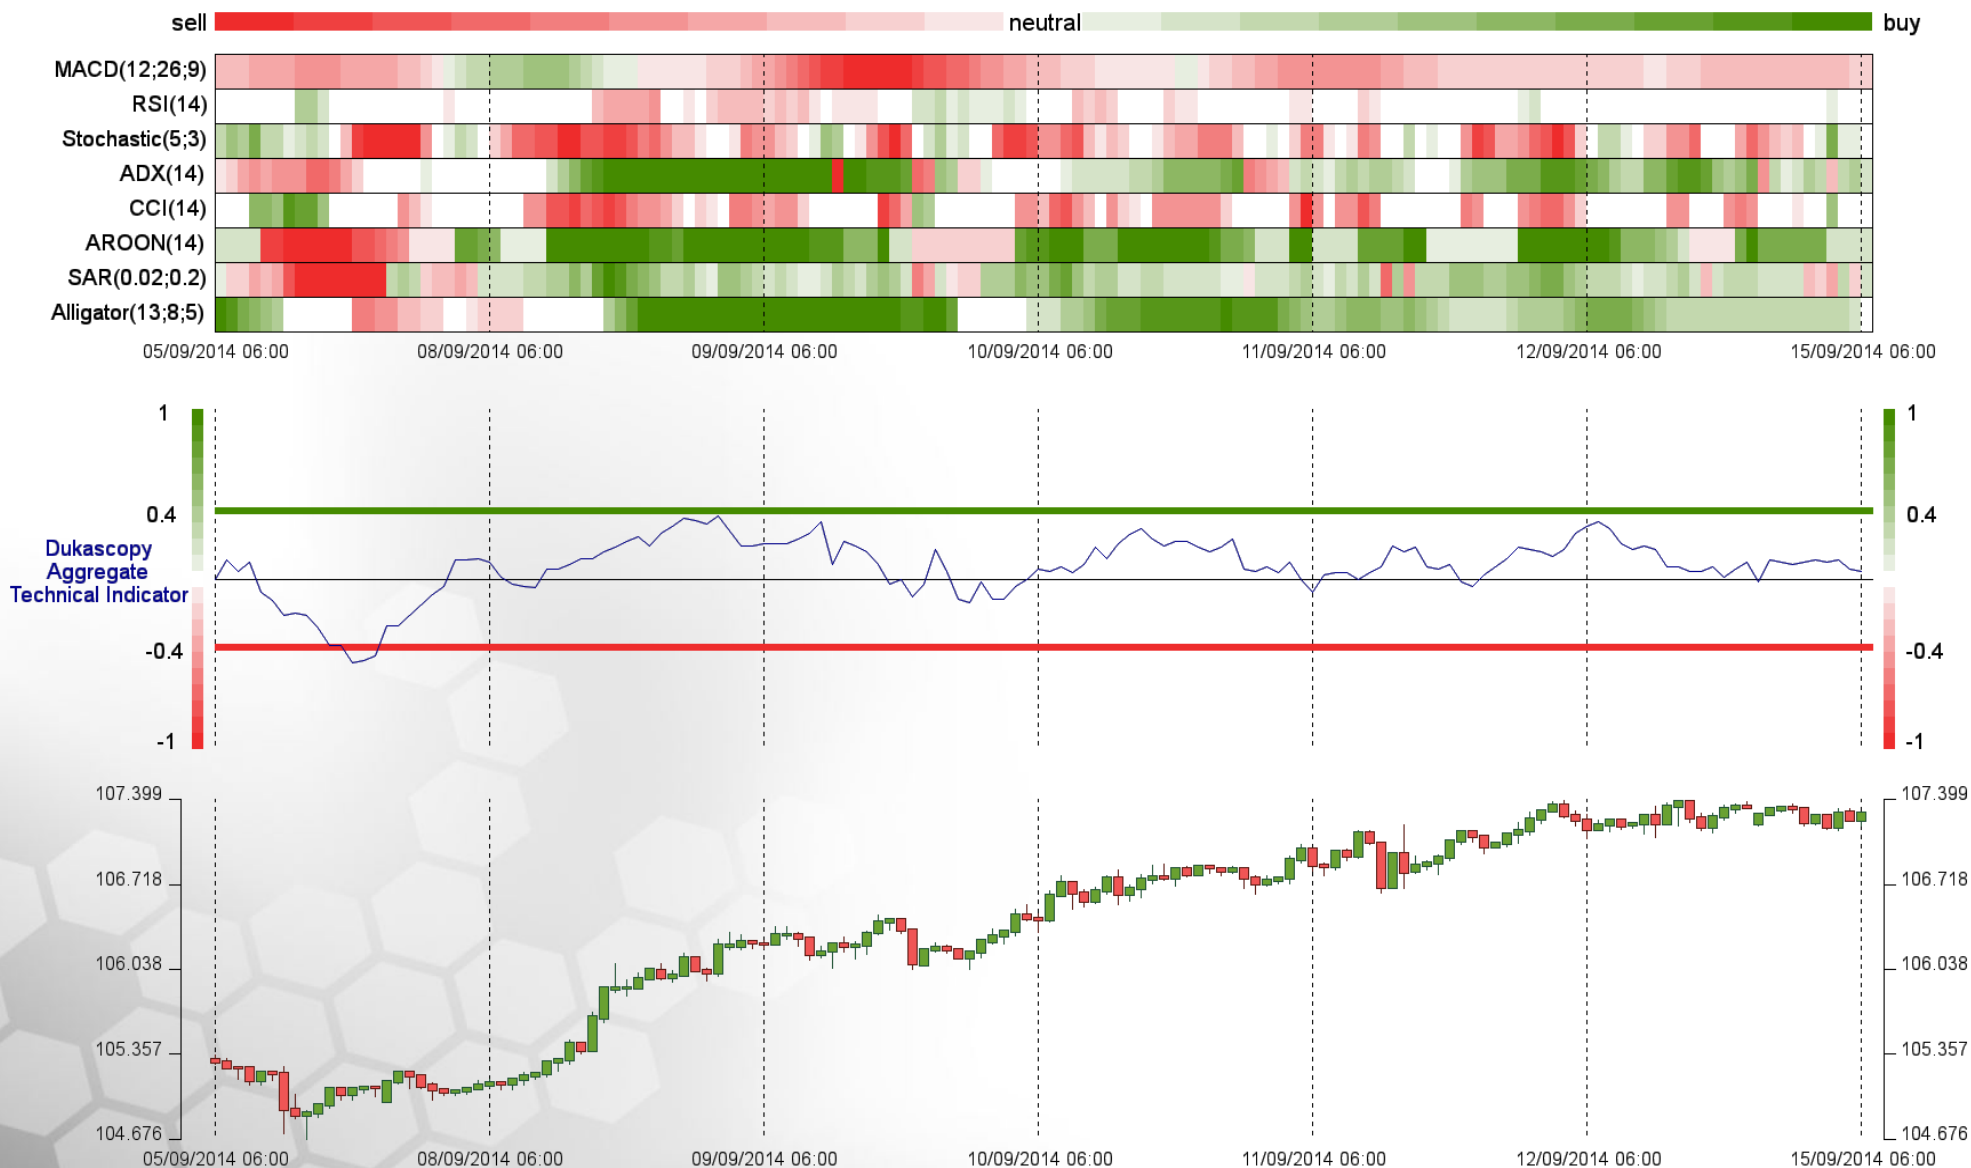 sell neutral buy
MACD(12;26;9)
RSI(14)
Stochastic(5;3)
ADX(14)
CCI(14)
AROON(14)
SAR(0.02;0.2)
Alligator(13;8;5)
05/09/2014 06:00 08/09/2014 06:00 09/09/2014 06:00 10/09/2014 06:00 11/09/2014 06:00 12/09/2014 06:00 15/09/2014 06:00
1 1
0.4 0.4
Dukascopy
Aggregate
Technical Indicator
-0.4 -0.4
-1 -1
107.399 107.399
106.718 106.718
106.038 106.038
105.357 105.357
104.676 104.676
05/09/2014 06:00 08/09/2014 06:00 09/09/2014 06:00 10/09/2014 06:00 11/09/2014 06:00 12/09/2014 06:00 15/09/2014 06:00